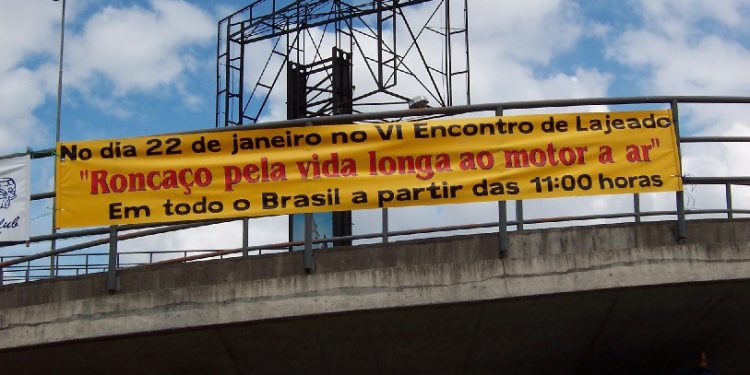 No dia 22 de janeiro no VI Encontro de Lajeado
"Roncaço pela vida longa ao motor a ar"
Em todo o Brasil a partir das 11:00 horas
Club